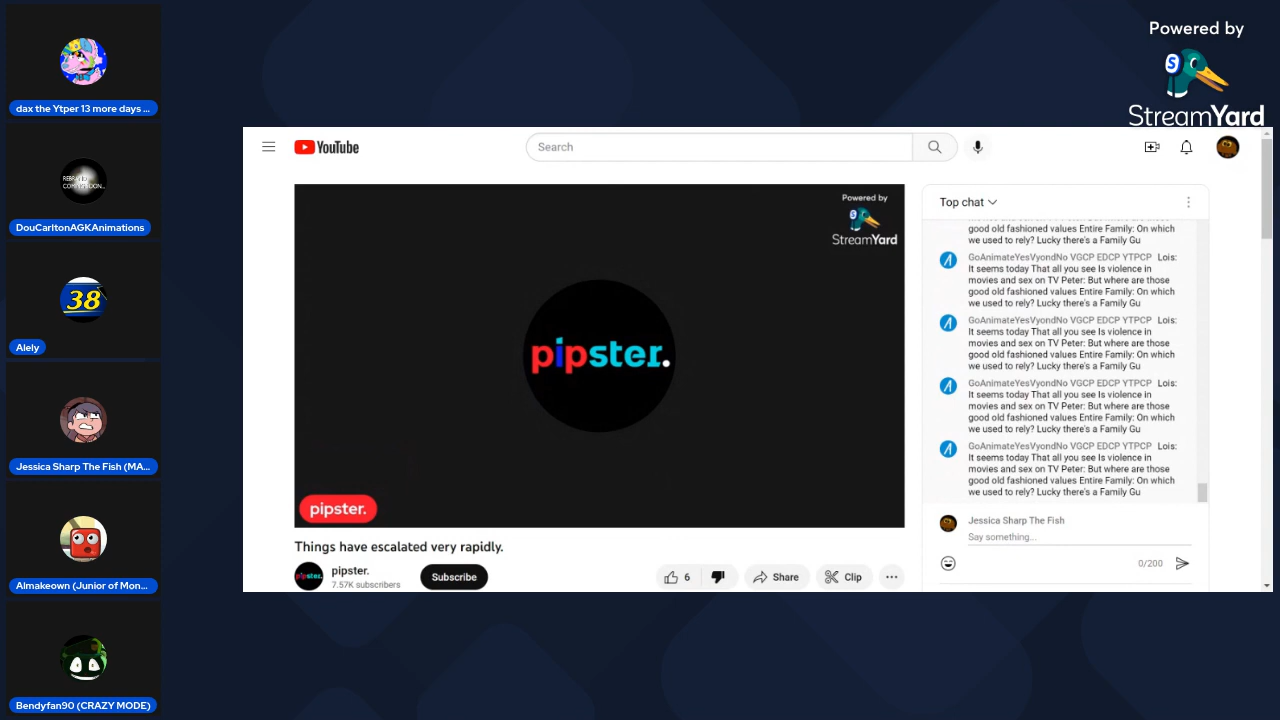 dax the Ytper 13 more days ...
DouCarltonAGKAnimations
38
Alely
Jessica Sharp The Fish (MA...
Almakeown (Junior of Mon...
Bendyfan90 (CRAZY MODE)
Powered by
StreamYard
YouTube
Search
Powered by
StreamYard
pipster.
pipster.
Things have escalated very rapidly.
pipster.
7.57K subscribers
Subscribe
6
Share
Clip
Top chat
good old fashioned values Entire Family: On which
we used to rely? Lucky there's a Family Gu
GoAnimateYesVyondNo VGCP EDCP YTPCP Lois:
It seems today That all you see Is violence in
movies and sex on TV Peter: But where are those
good old fashioned values Entire Family: On which
we used to rely? Lucky there's a Family Gu
GoAnimateYesVyondNo VGCP EDCP YTPCP Lois:
It seems today That all you see Is violence in
movies and sex on TV Peter: But where are those
good old fashioned values Entire Family: On which
we used to rely? Lucky there's a Family Gu
GoAnimateYesVyondNo VGCP EDCP YTPCP Lois:
It seems today That all you see Is violence in
movies and sex on TV Peter: But where are those
good old fashioned values Entire Family: On which
we used to rely? Lucky there's a Family Gu
GoAnimateYesVyondNo VGCP EDCP YTPCP Lois:
It seems today That all you see Is violence in
movies and sex on TV Peter: But where are those
good old fashioned values Entire Family: On which
we used to rely? Lucky there's a Family Gu
Jessica Sharp The Fish
Say something...
0/200